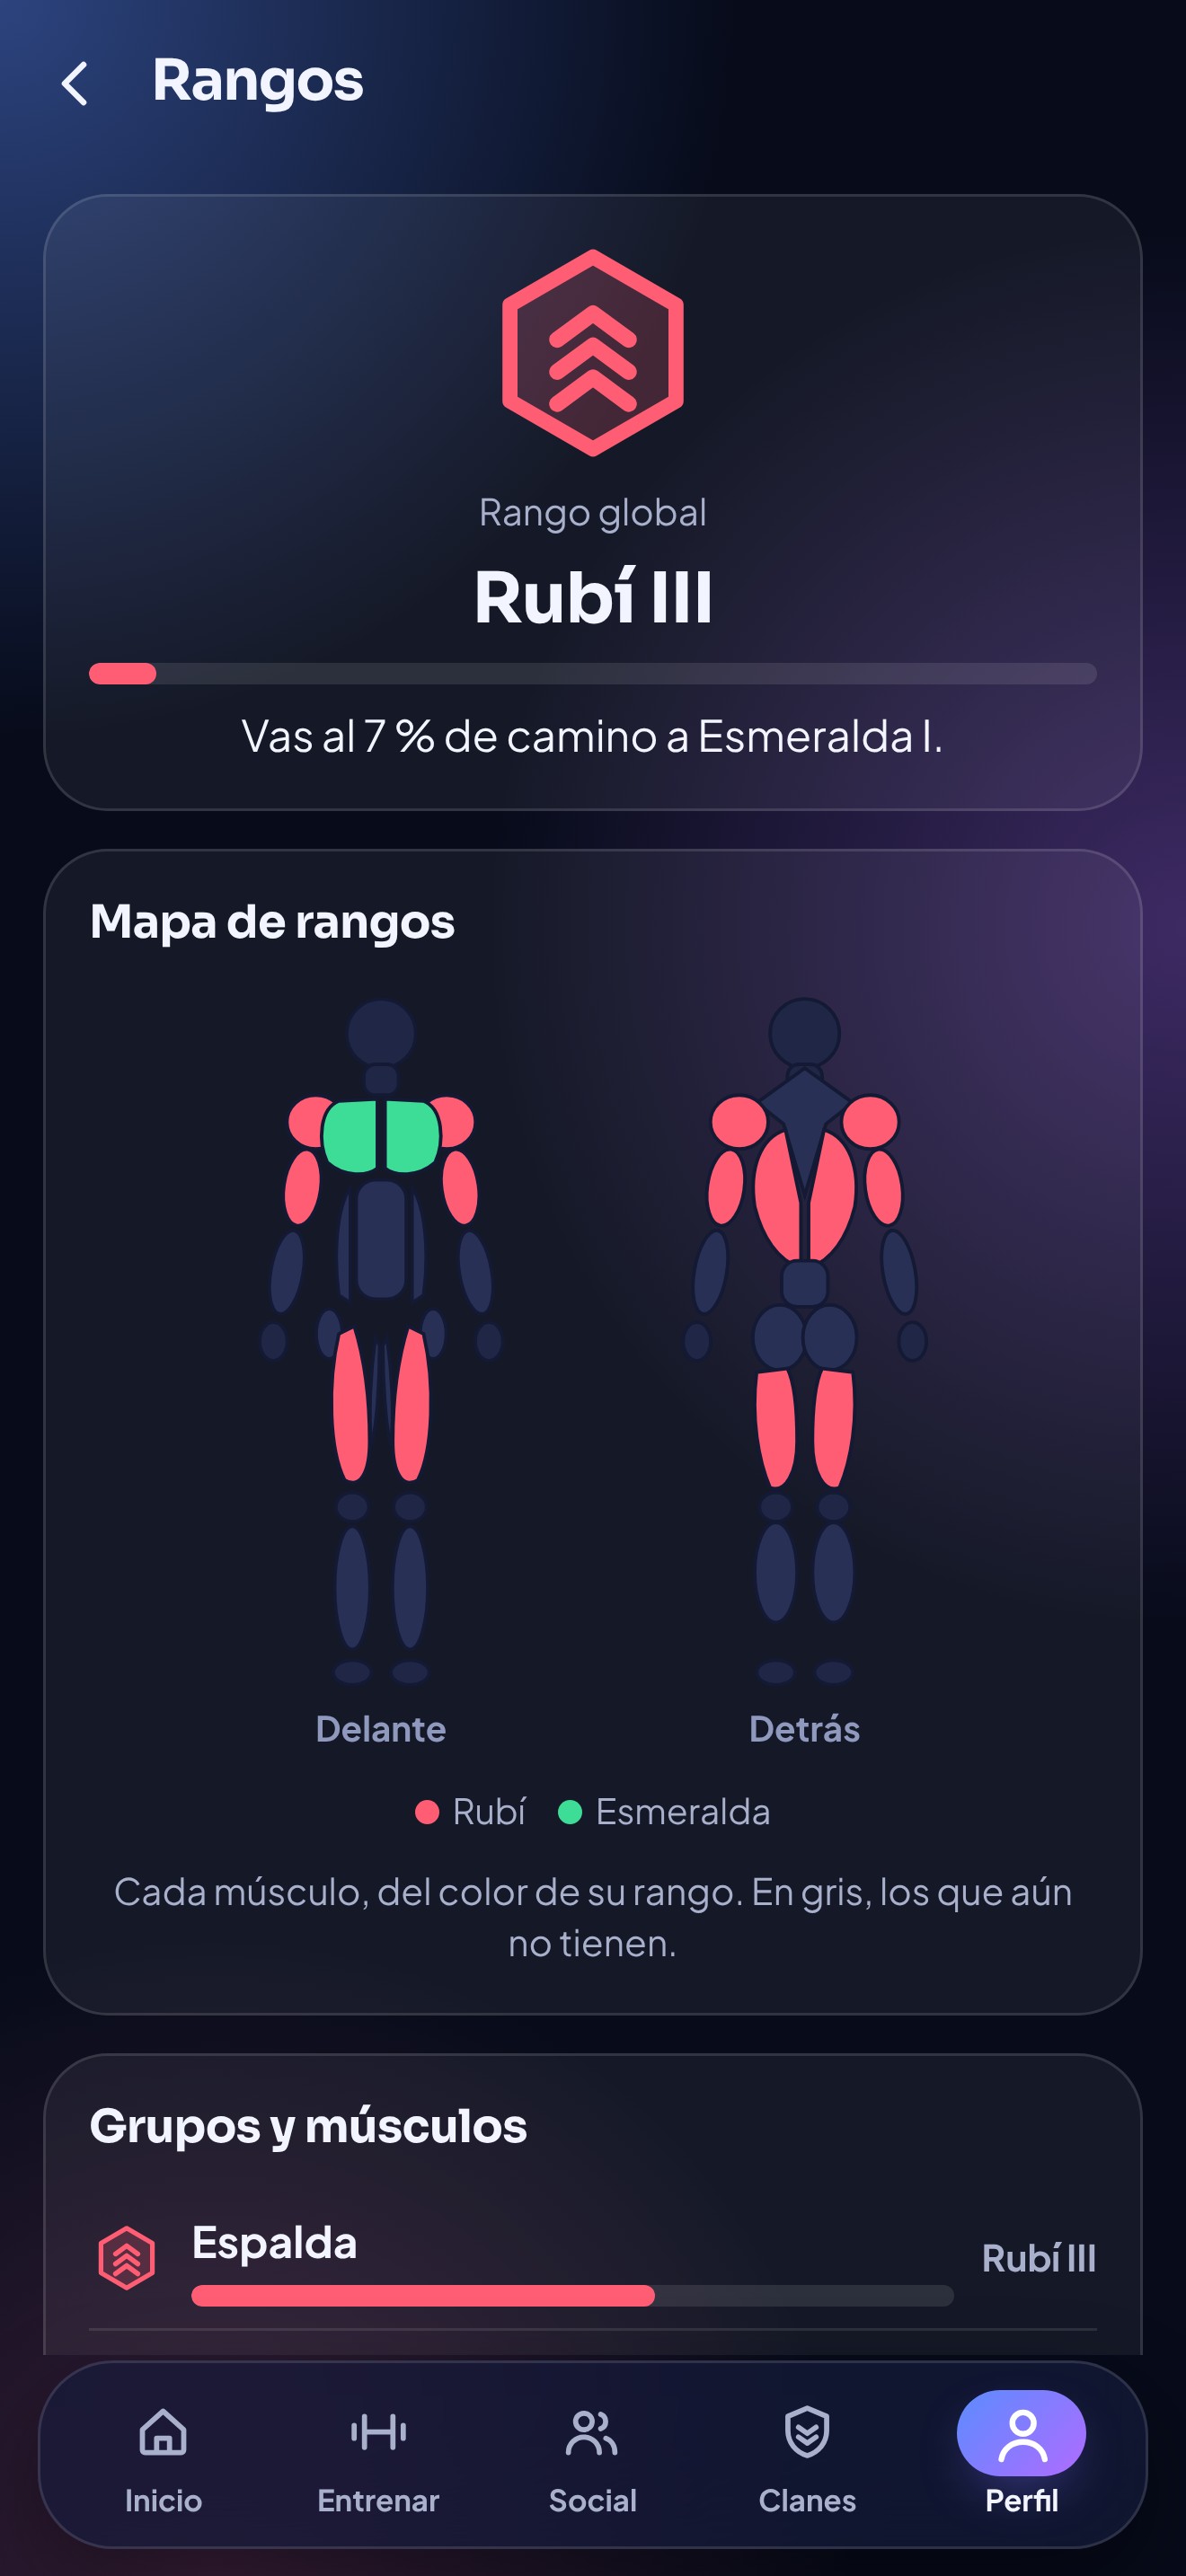 Rangos
Rango global
Rubí III
Vas al 7 % de camino a Esmeralda I.
Mapa de rangos
Delante
Detrás
Rubí
Esmeralda
Cada músculo, del color de su rango. En gris, los que aún
no tienen.
Grupos y músculos
Espalda
Rubí III
Inicio
Entrenar
Social
Clanes
Perfil